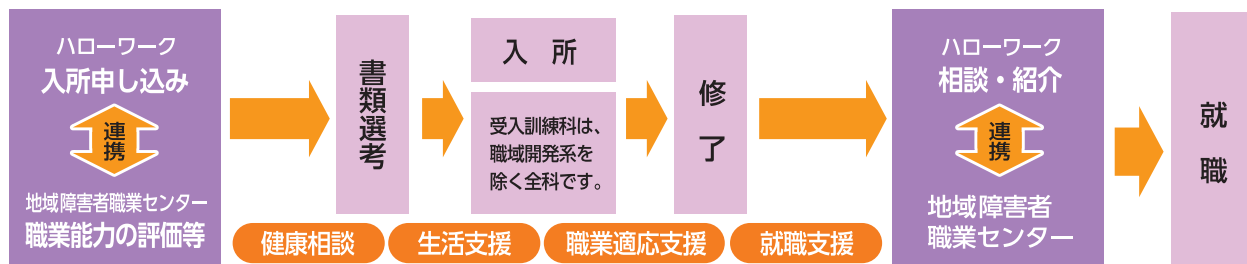 ハローワーク
入所申し込み
連携
地域障害者職業センター
職業能力の評価等
書類選考
入 所
受入訓練科は、
職域開発系を
除く全科です。
修 了
ハローワーク
相談・紹介
連携
地域障害者
職業センター
就 職
健康相談
生活支援
職業適応支援
就職支援